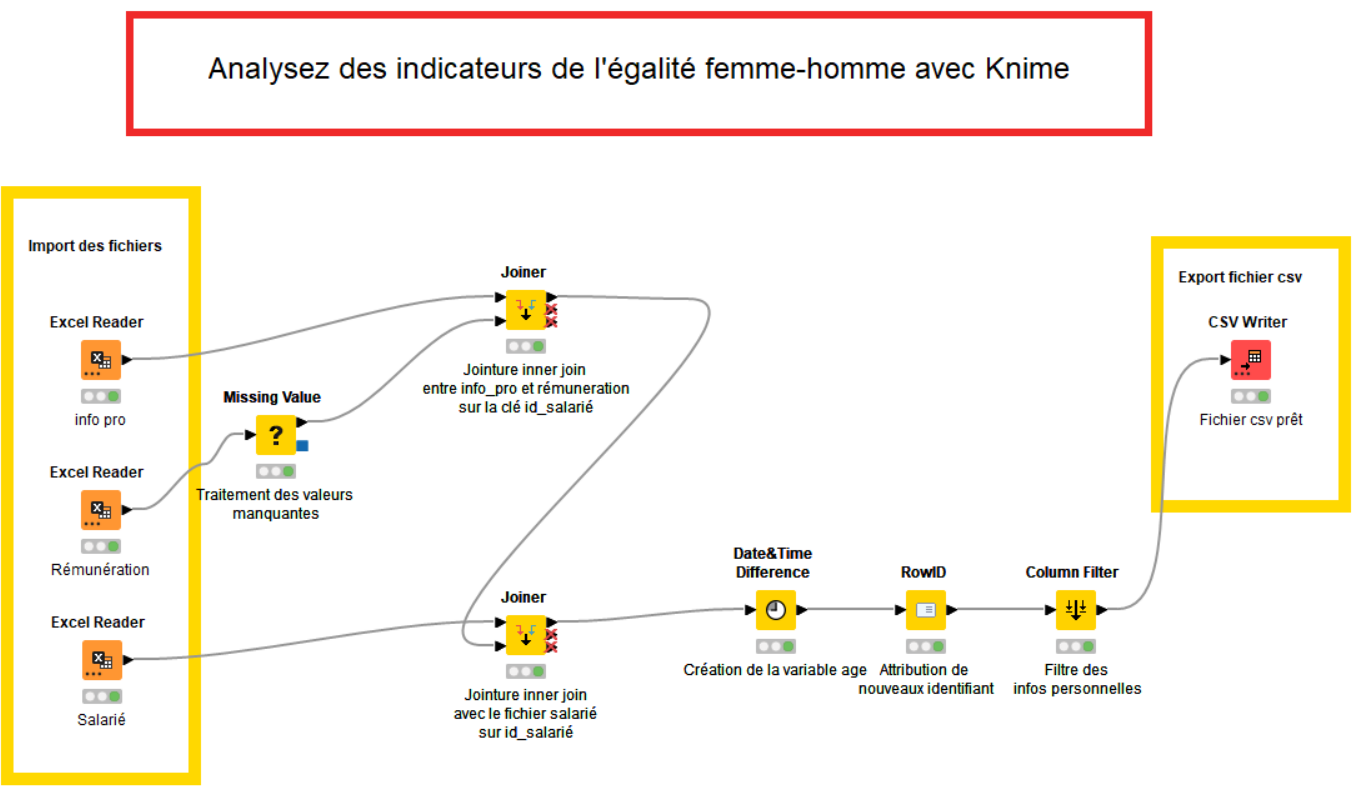 Analysez des indicateurs de l'égalité femme-homme avec Knime
Import des fichiers
Excel Reader
info pro
Excel Reader
Rémunération
Excel Reader
Salarié
Missing Value
?
Traitement des valeurs
manquantes
Joiner
Jointure inner join
entre info_pro et rémuneration
sur la clé id_salarié
Joiner
Jointure inner join
avec le fichier salarié
sur id_salarié
Date&Time
Difference
Création de la variable age
RowID
Attribution de
nouveaux identifiant
Column Filter
Filtre des
infos personnelles
Export fichier csv
CSV Writer
Fichier csv prêt